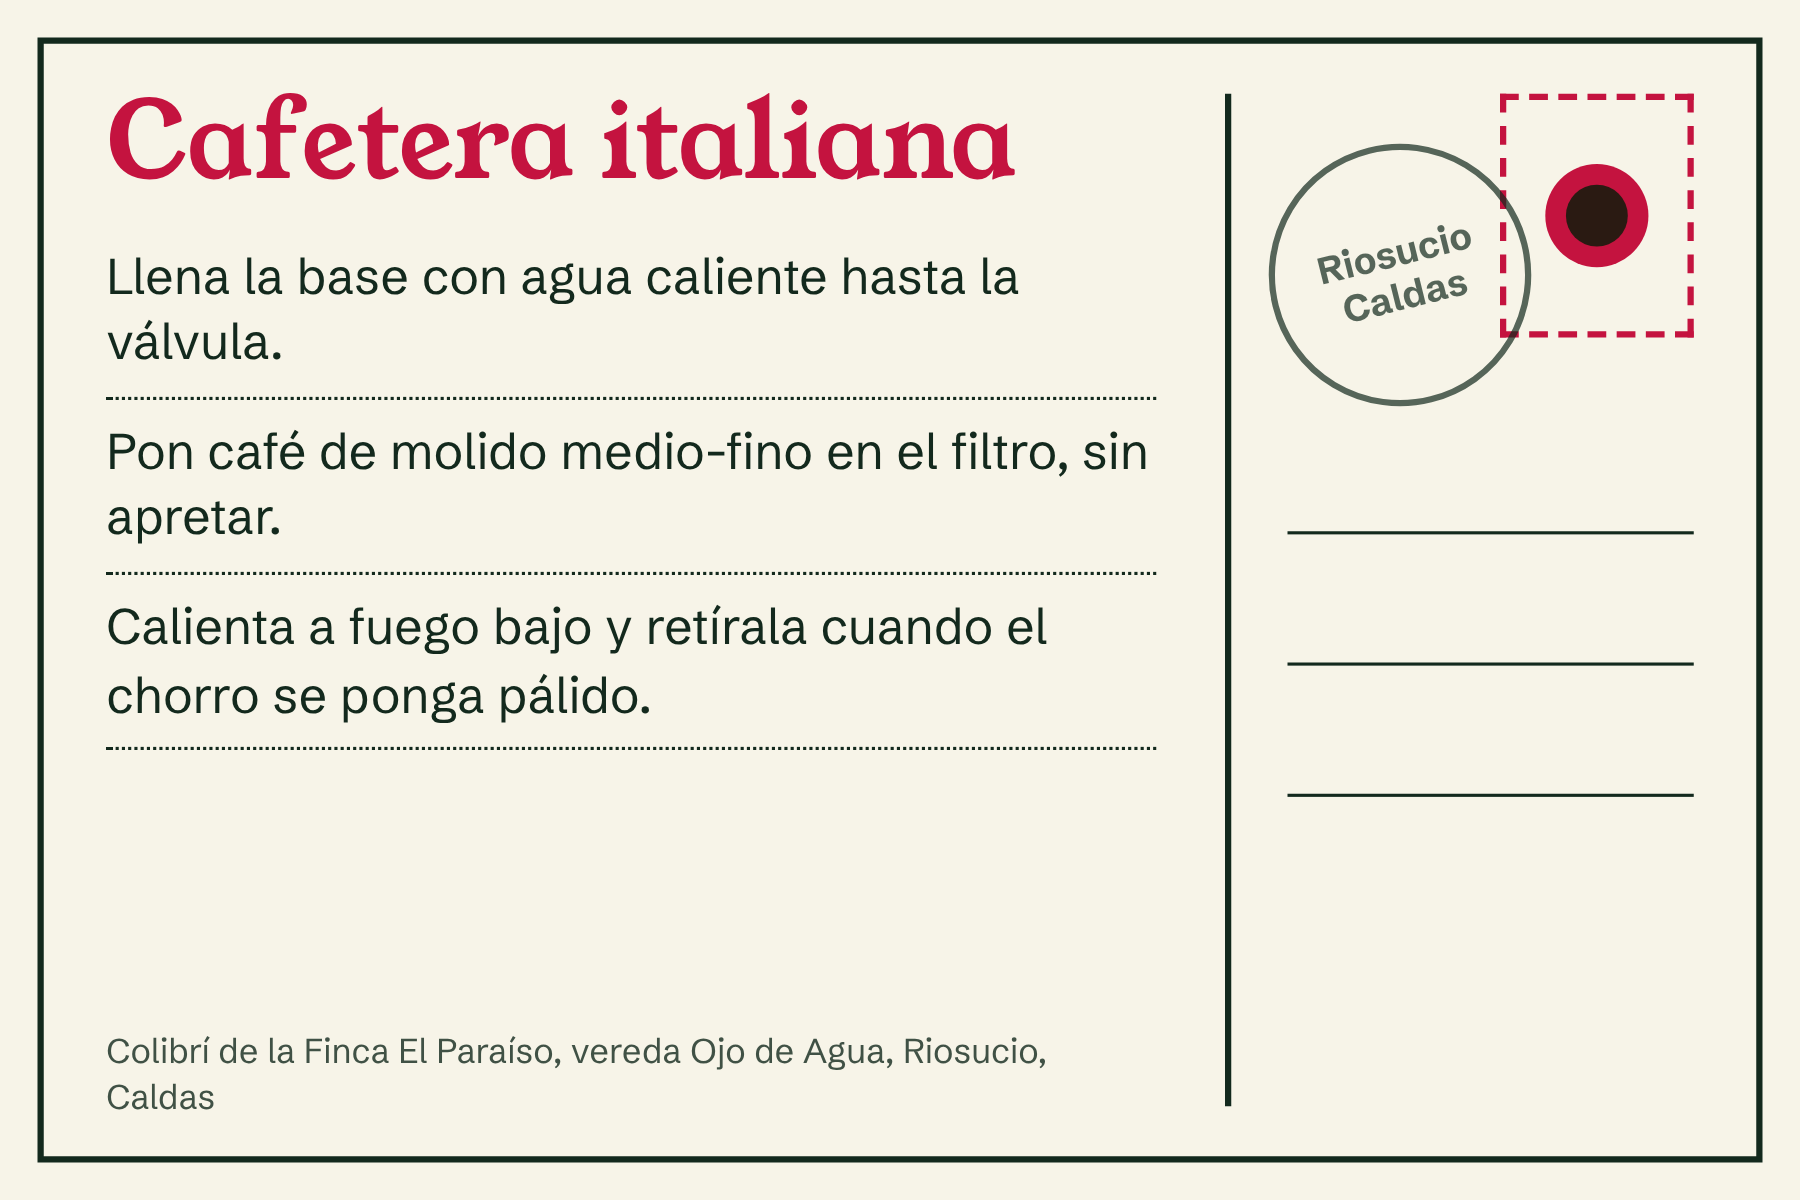 Cafetera italiana
Llena la base con agua caliente hasta la
válvula.
Pon café de molido medio-fino en el filtro, sin
apretar.
Calienta a fuego bajo y retírala cuando el
chorro se ponga pálido.
Colibrí de la Finca El Paraíso, vereda Ojo de Agua, Riosucio,
Caldas
Riosucio
Caldas